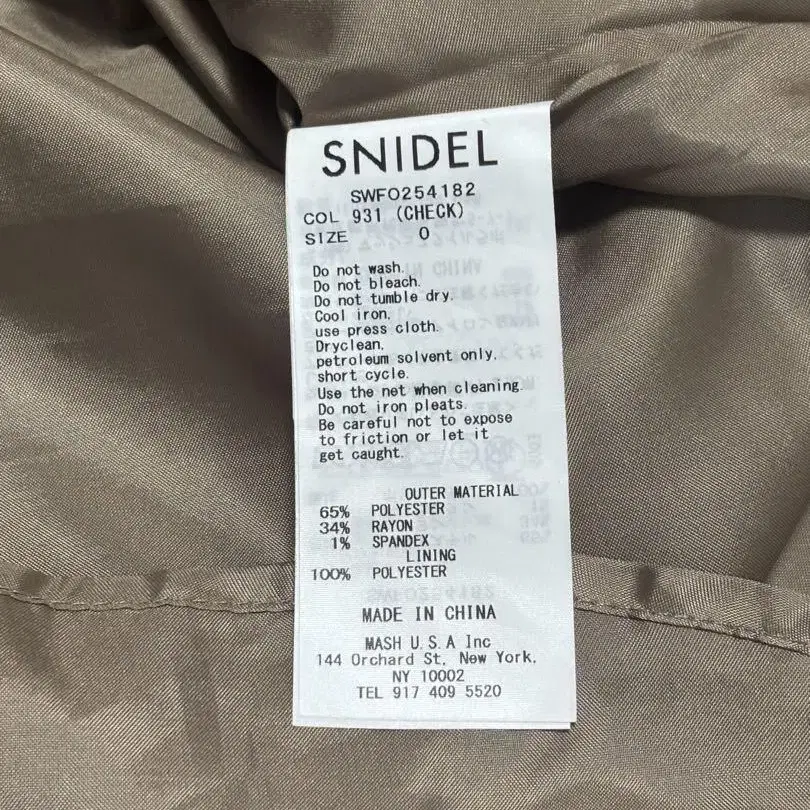 SNIDEL
SWFO254182
COL 931 (CHECK)
SIZE 0
Do not wash.
Do not bleach.
Do not tumble dry.
Cool iron,
use press cloth.
Dryclean,
petroleum solvent only,
short cycle.
Use the net when cleaning.
Do not iron pleats.
Be careful not to expose
to friction or let it
get caught.
OUTER MATERIAL
65% POLYESTER
34% RAYON
1% SPANDEX
LINING
100% POLYESTER
MADE IN CHINA
MASH U.S.A Inc
144 Orchard St, New York,
NY 10002
TEL 917 409 5520